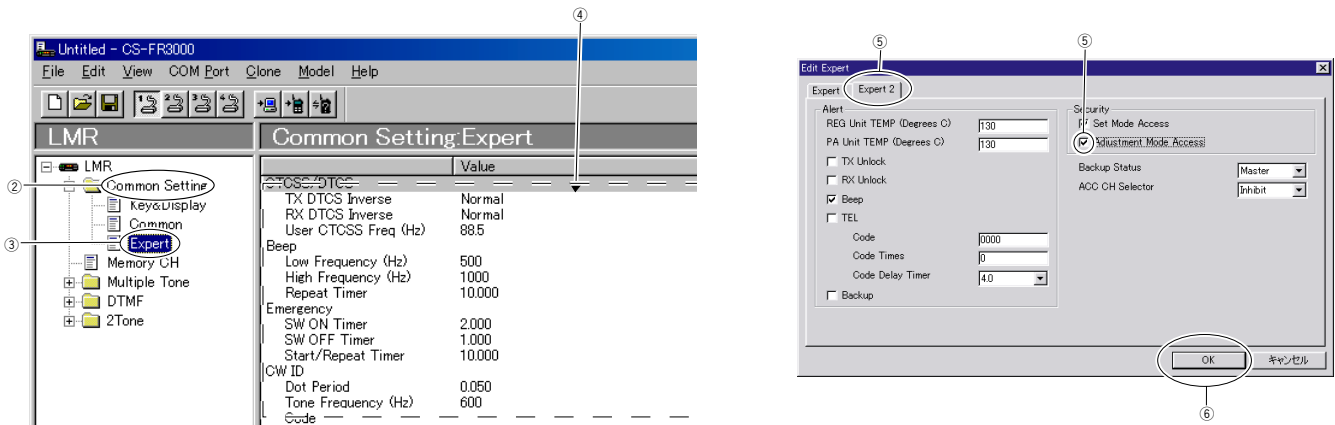 ④
Untitled - CS-FR3000
File Edit View COM Port Clone Model Help
LMR
Common Setting:Expert
Value
② LMR
Common Setting
Key&Display
Common
③ Expert
Memory CH
Multiple Tone
DTMF
2Tone
CTCSS/DTCS
TX DTCS Inverse Normal
RX DTCS Inverse Normal
User CTCSS Freq (Hz) 88.5
Beep
Low Frequency (Hz) 500
High Frequency (Hz) 1000
Repeat Timer 10.000
Emergency
SW ON Timer 2.000
SW OFF Timer 1.000
Start/Repeat Timer 10.000
CW ID
Dot Period 0.050
Tone Frequency (Hz) 600
Code
⑤ ⑤
Edit Expert
Expert Expert 2
Alert
REG Unit TEMP (Degrees C) 130
PA Unit TEMP (Degrees C) 130
TX Unlock
RX Unlock
Beep
TEL
Code 0000
Code Times 0
Code Delay Timer 4.0
Backup
Security
Set Mode Access
Adjustment Mode Access
Backup Status Master
ACC CH Selector Inhibit
OK キャンセル
⑥